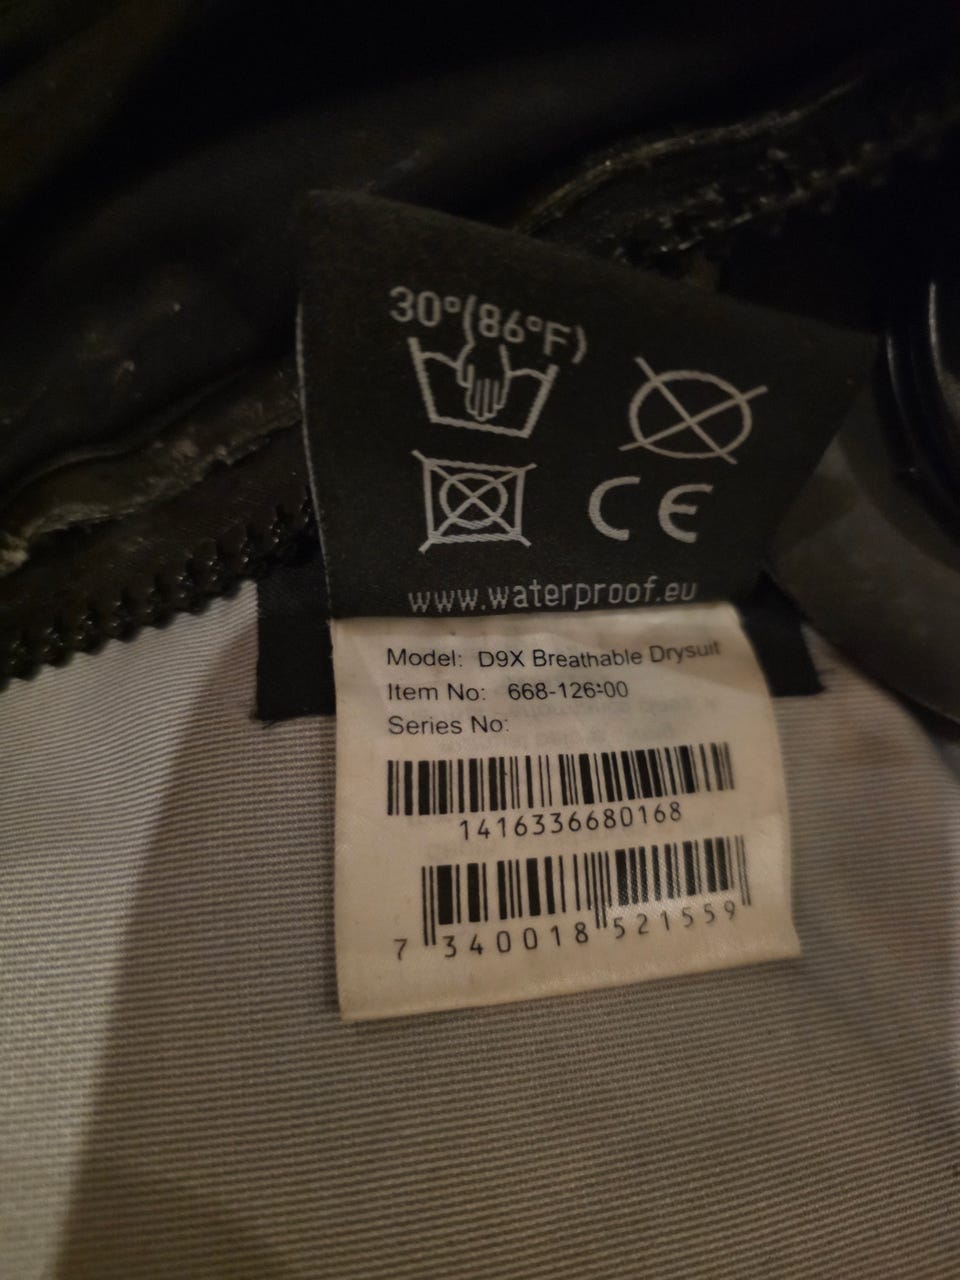 30°(86°F)
CE
www.waterproof.eu
Model: D9X Breathable Drysuit
Item No: 668-126-00
Series No:
1416336680168
7 340018 521559